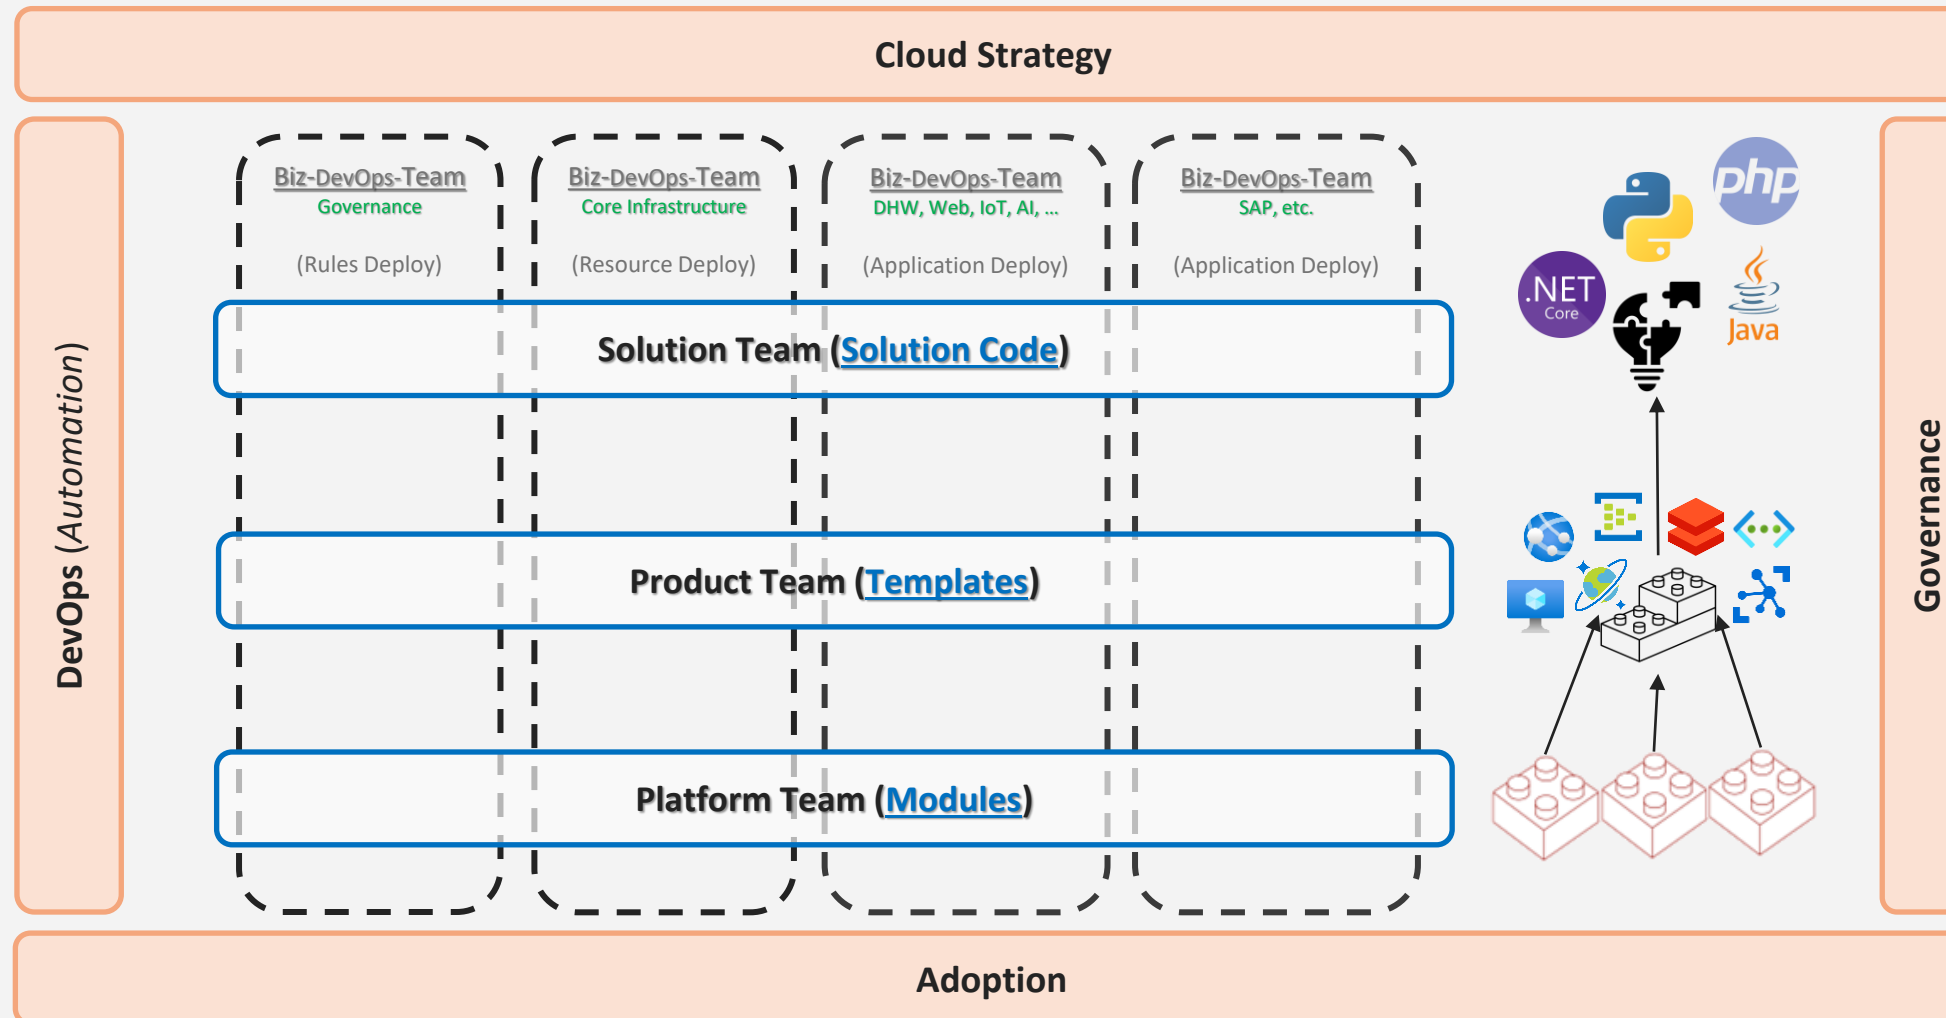 Cloud Strategy
DevOps (Automation)
Biz-DevOps-Team
Governance
(Rules Deploy)
Biz-DevOps-Team
Core Infrastructure
(Resource Deploy)
Biz-DevOps-Team
DHW, Web, IoT, AI, ...
(Application Deploy)
Biz-DevOps-Team
SAP, etc.
(Application Deploy)
Solution Team (Solution Code)
Product Team (Templates)
Platform Team (Modules)
php
.NET
Core
Java
Governance
Adoption